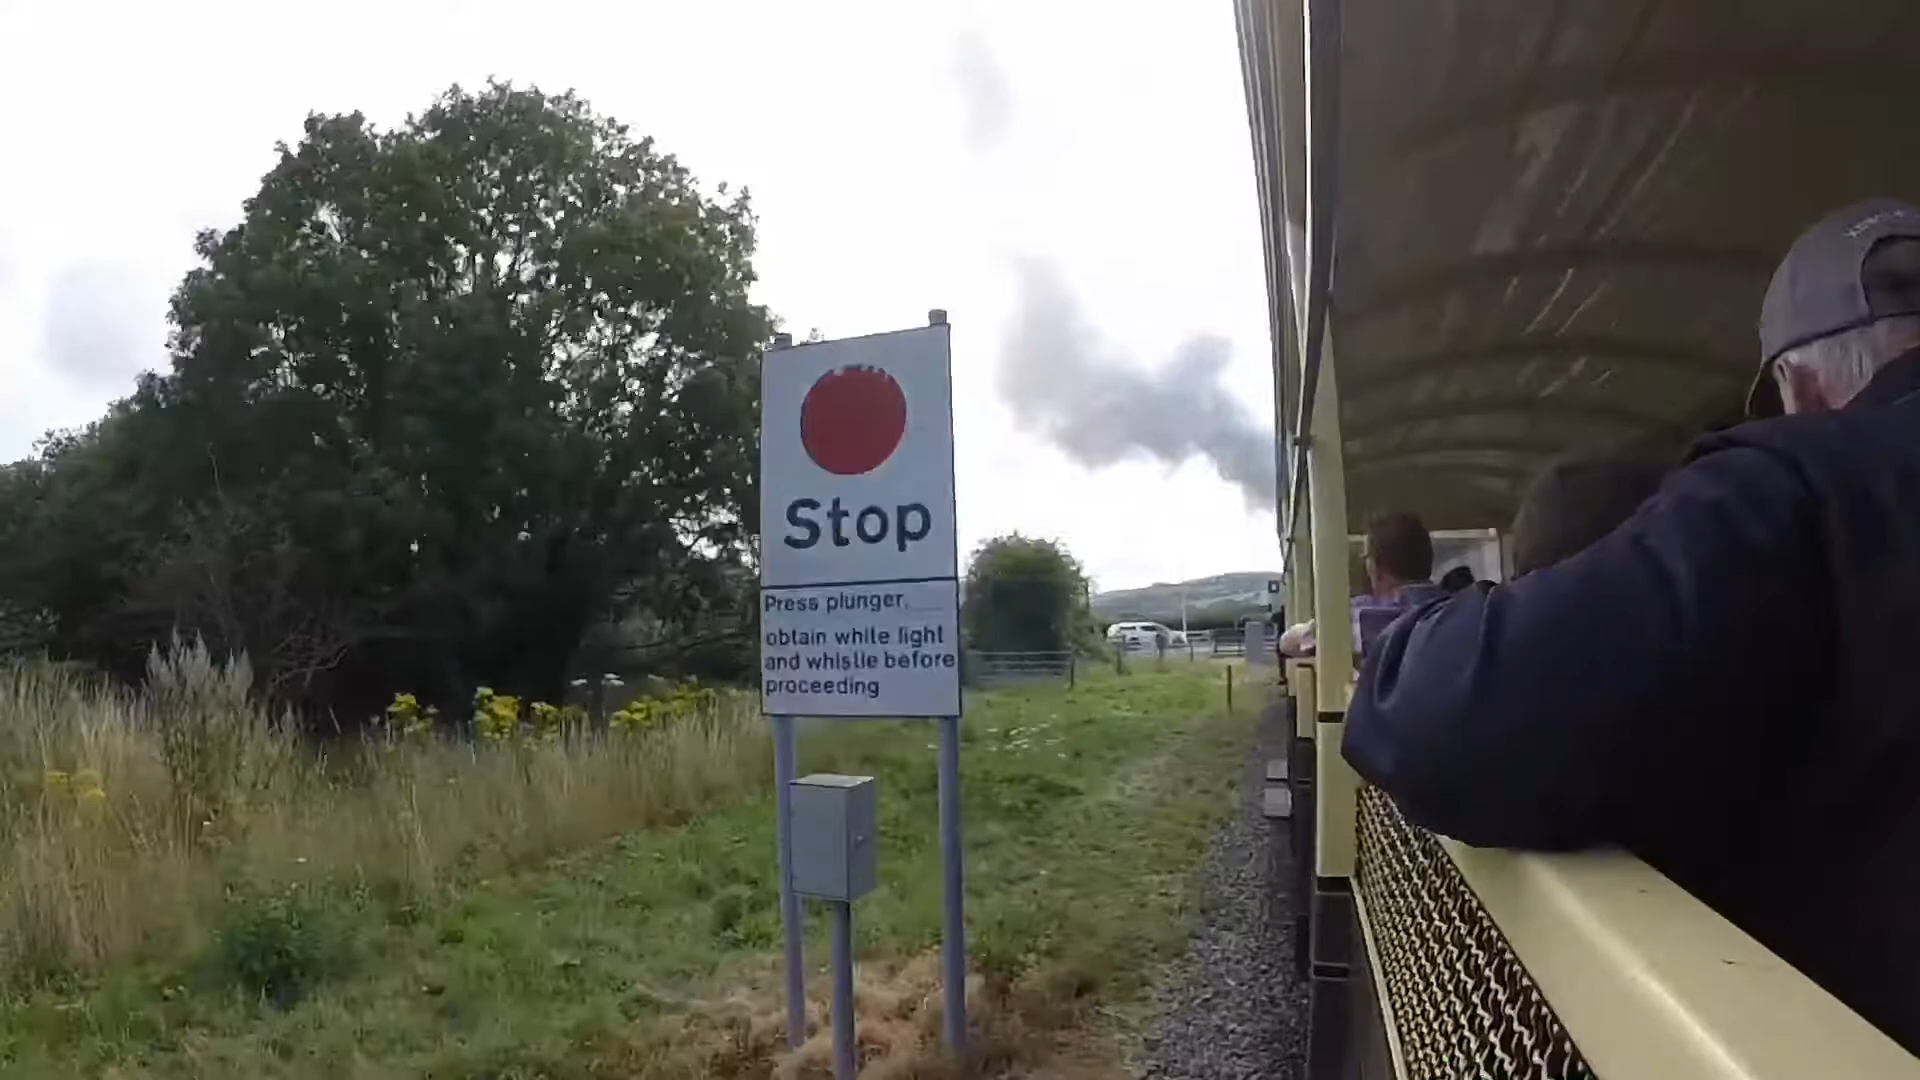 Stop
Press plunger,
obtain white light
and whistle before
proceeding